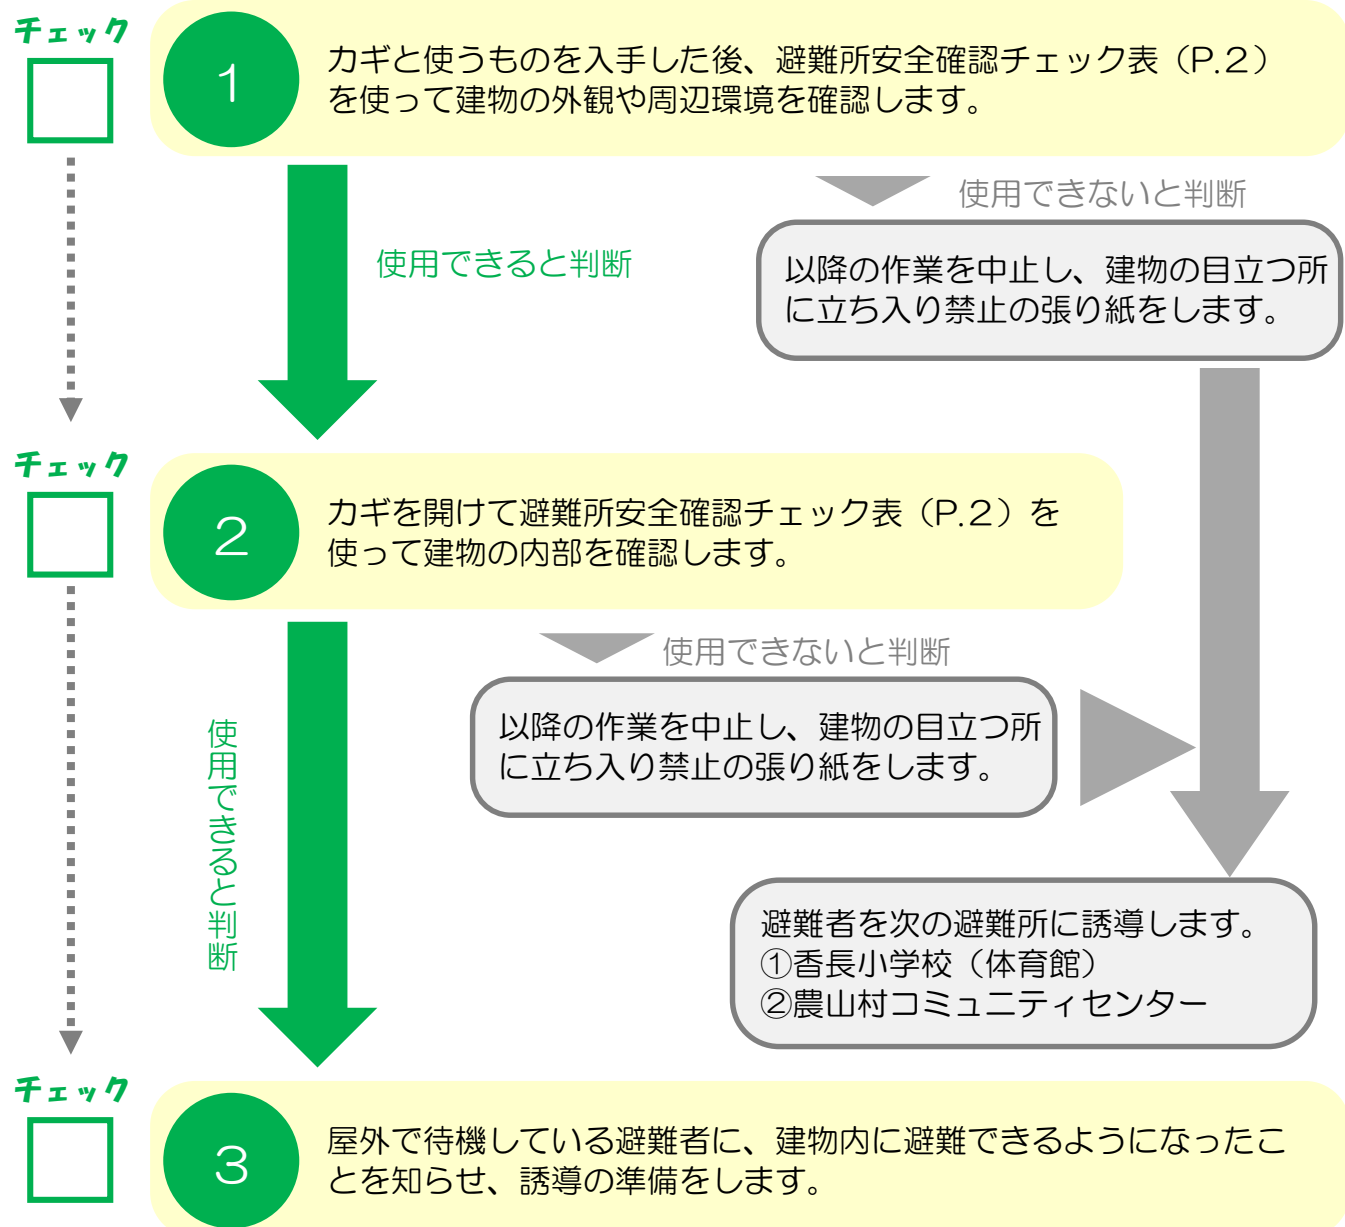 チェック
1
カギと使うものを入手した後、避難所安全確認チェック表（P.2）
を使って建物の外観や周辺環境を確認します。
使用できないと判断
使用できると判断
以降の作業を中止し、建物の目立つ所
に立ち入り禁止の張り紙をします。
チェック
2
カギを開けて避難所安全確認チェック表（P.2）を
使って建物の内部を確認します。
使用できないと判断
以降の作業を中止し、建物の目立つ所
に立ち入り禁止の張り紙をします。
使用できると判断
避難者を次の避難所に誘導します。
①香長小学校（体育館）
②農山村コミュニティセンター
チェック
3
屋外で待機している避難者に、建物内に避難できるようになったこ
とを知らせ、誘導の準備をします。